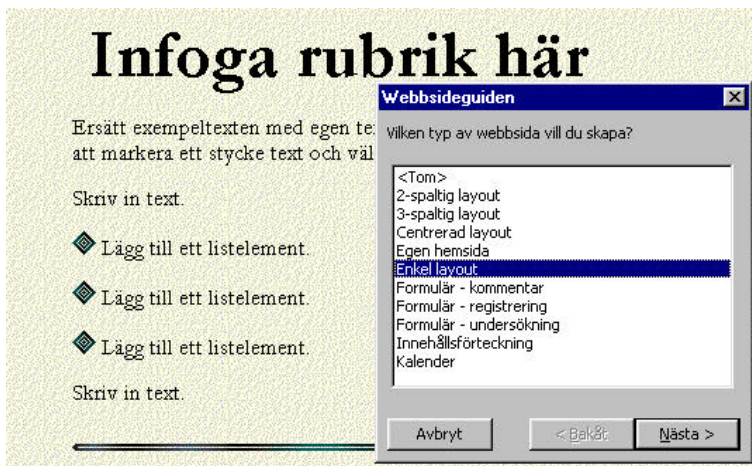 Infoga rubrik här
Ersätt exempeltexten med egen te
att markera ett stycke text och väl
Skriv in text.
Lägg till ett listelement.
Lägg till ett listelement.
Lägg till ett listelement.
Skriv in text.
Webbsideguiden
Vilken typ av webbsida vill du skapa?
<Tom>
2-spaltig layout
3-spaltig layout
Centrerad layout
Egen hemsida
Enkel layout
Formulär - kommentar
Formulär - registrering
Formulär - undersökning
Innehållsförteckning
Kalender
Avbryt
< Bakåt
Nästa >